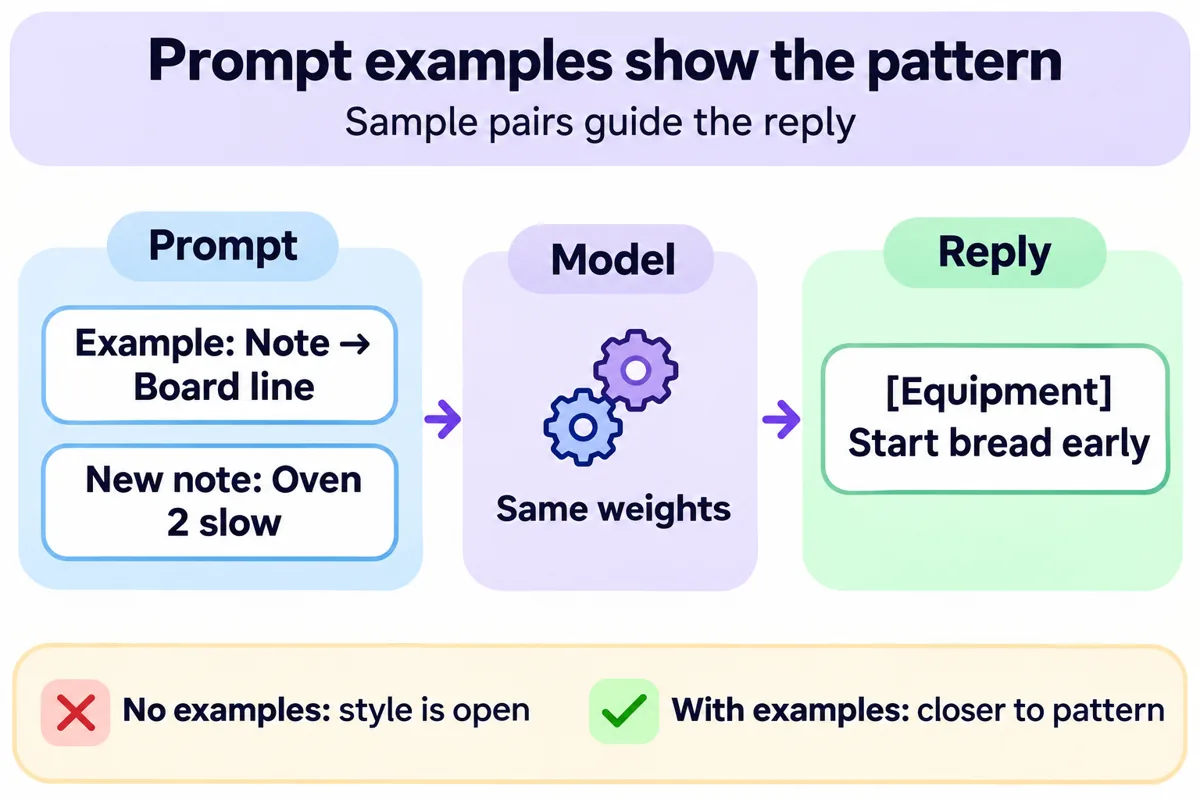 Prompt examples show the pattern
Sample pairs guide the reply
Prompt
Example: Note →
Board line
New note: Oven
2 slow
Model
Same weights
Reply
[Equipment]
Start bread early
No examples: style is open
With examples: closer to pattern